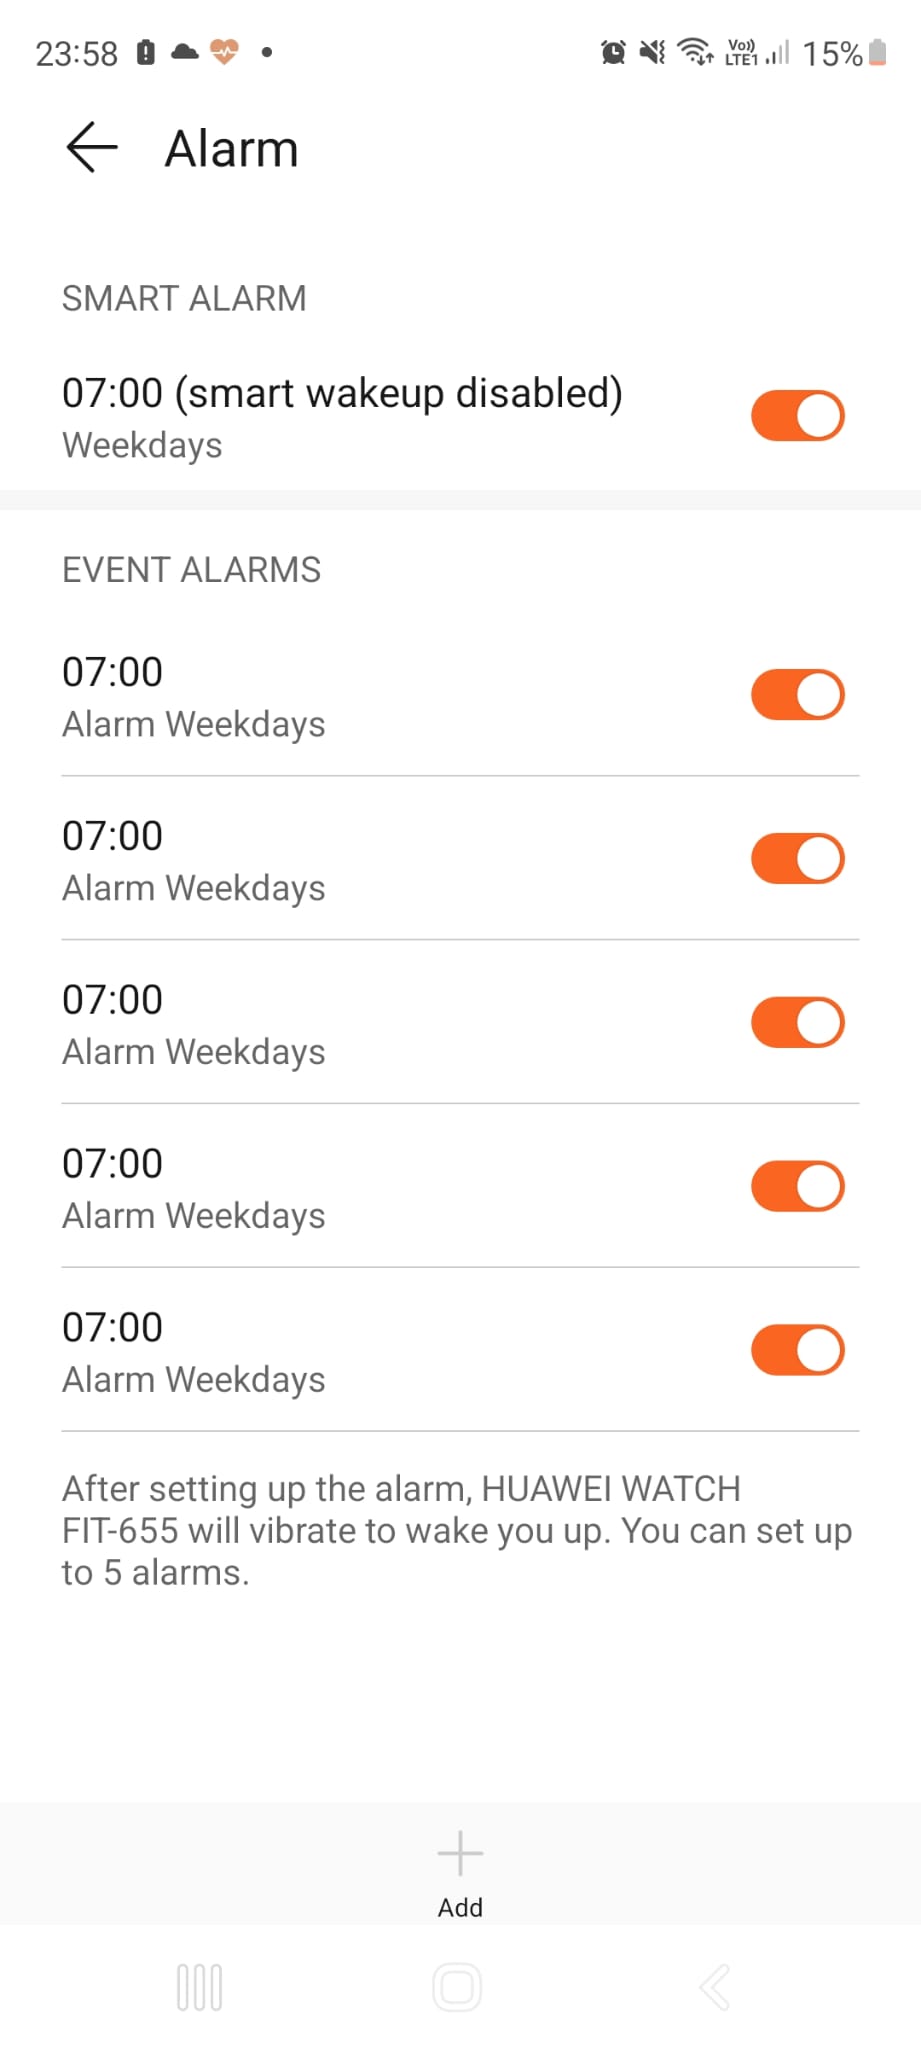 23:58
Vo))
LTE1
15%
Alarm
SMART ALARM
07:00 (smart wakeup disabled)
Weekdays
EVENT ALARMS
07:00
Alarm Weekdays
07:00
Alarm Weekdays
07:00
Alarm Weekdays
07:00
Alarm Weekdays
07:00
Alarm Weekdays
After setting up the alarm, HUAWEI WATCH
FIT-655 will vibrate to wake you up. You can set up
to 5 alarms.
Add